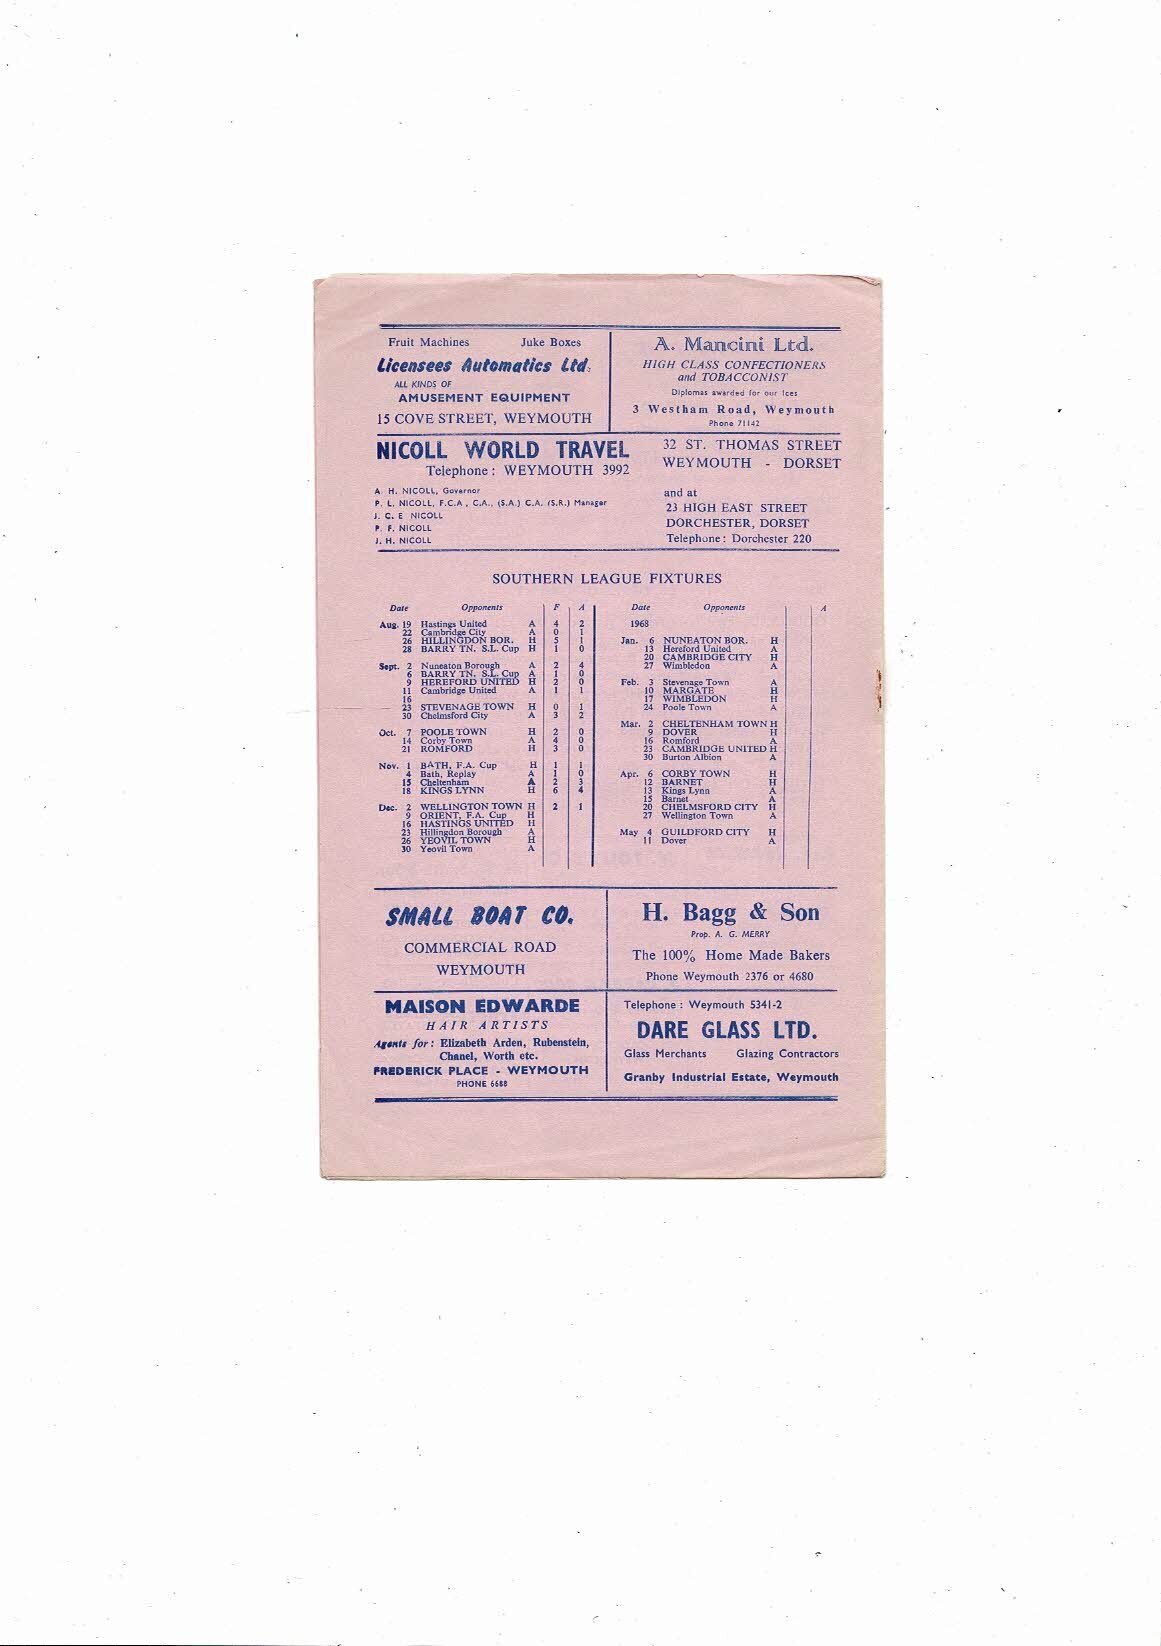 Fruit Machines Juke Boxes
Licensees Automatics Ltd.
ALL KINDS OF
AMUSEMENT EQUIPMENT
15 COVE STREET, WEYMOUTH
A. Mancini Ltd.
HIGH CLASS CONFECTIONERS
and TOBACCONIST
Diplomas awarded for our Ices
3 Westham Road, Weymouth
Phone 71142
NICOLL WORLD TRAVEL
Telephone: WEYMOUTH 3992
A. H. NICOLL, Governor
P. L. NICOLL, F.C.A., C.A., (S.A.) C.A. (S.R.) Manager
J. C. E NICOLL
P. F. NICOLL
J. H. NICOLL
32 ST. THOMAS STREET
WEYMOUTH - DORSET
and at
23 HIGH EAST STREET
DORCHESTER, DORSET
Telephone: Dorchester 220
SOUTHERN LEAGUE FIXTURES
Date Opponents F A
Aug. 19 Hastings United A 4 2
22 Cambridge City A 0 1
26 HILLINGDON BOR. H 5 1
28 BARRY TN. S.L. Cup H 1 0
Sept. 2 Nuneaton Borough A 2 4
6 BARRY TN. S.L. Cup A 1 0
9 HEREFORD UNITED H 2 0
11 Cambridge United A 1 1
16
23 STEVENAGE TOWN H 0 1
30 Chelmsford City A 3 2
Oct. 7 POOLE TOWN H 2 0
14 Corby Town A 4 0
21 ROMFORD H 3 0
Nov. 1 BATH, F.A. Cup H 1 1
4 Bath, Replay A 1 0
15 Cheltenham A 2 3
18 KINGS LYNN H 6 4
Dec. 2 WELLINGTON TOWN H 2 1
9 ORIENT, F.A. Cup H
16 HASTINGS UNITED H
23 Hillingdon Borough A
26 YEOVIL TOWN H
30 Yeovil Town A
Date Opponents A
1968
Jan. 6 NUNEATON BOR. H
13 Hereford United A
20 CAMBRIDGE CITY H
27 Wimbledon A
Feb. 3 Stevenage Town A
10 MARGATE H
17 WIMBLEDON H
24 Poole Town A
Mar. 2 CHELTENHAM TOWN H
9 DOVER H
16 Romford A
23 CAMBRIDGE UNITED H
30 Burton Albion A
Apr. 6 CORBY TOWN H
12 BARNET H
13 Kings Lynn A
15 Barnet A
20 CHELMSFORD CITY H
27 Wellington Town A
May 4 GUILDFORD CITY H
11 Dover A
SMALL BOAT CO.
COMMERCIAL ROAD
WEYMOUTH
H. Bagg & Son
Prop. A. G. MERRY
The 100% Home Made Bakers
Phone Weymouth 2376 or 4680
MAISON EDWARDE
HAIR ARTISTS
Agents for: Elizabeth Arden, Rubenstein,
Chanel, Worth etc.
FREDERICK PLACE - WEYMOUTH
PHONE 6688
Telephone: Weymouth 5341-2
DARE GLASS LTD.
Glass Merchants Glazing Contractors
Granby Industrial Estate, Weymouth